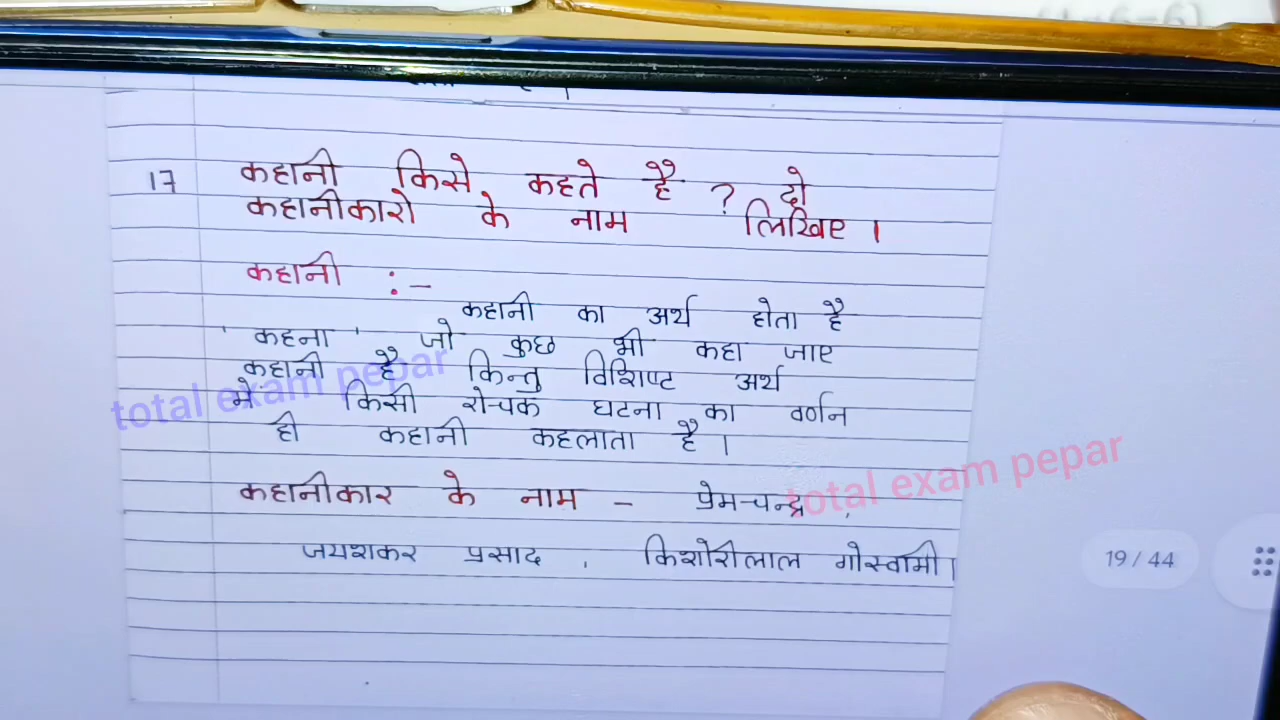 17 कहानी किसे कहते है ? दो
कहानीकारो के नाम लिखिए ।
कहानी :-
कहानी का अर्थ होता है
' कहना ' जो कुछ भी कहा जाए
कहानी है किन्तु विशिष्ट अर्थ
में किसी रोचक घटना का वर्णन
ही कहानी कहलाता है ।
कहानीकार के नाम - प्रेमचन्द्र ,
जयशकर प्रसाद , किशोरीलाल गोस्वामी ।
total exam pepar
total exam pepar
19 / 44